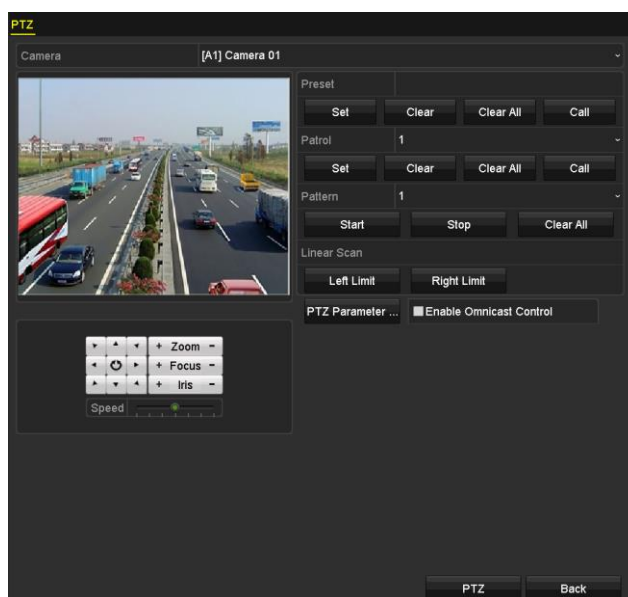 PTZ
Camera [A1] Camera 01
Preset
Set Clear Clear All Call
Patrol 1
Set Clear Clear All Call
Pattern 1
Start Stop Clear All
Linear Scan
Left Limit Right Limit
PTZ Parameter ... Enable Omnicast Control
+ Zoom -
+ Focus -
+ Iris -
Speed
PTZ Back